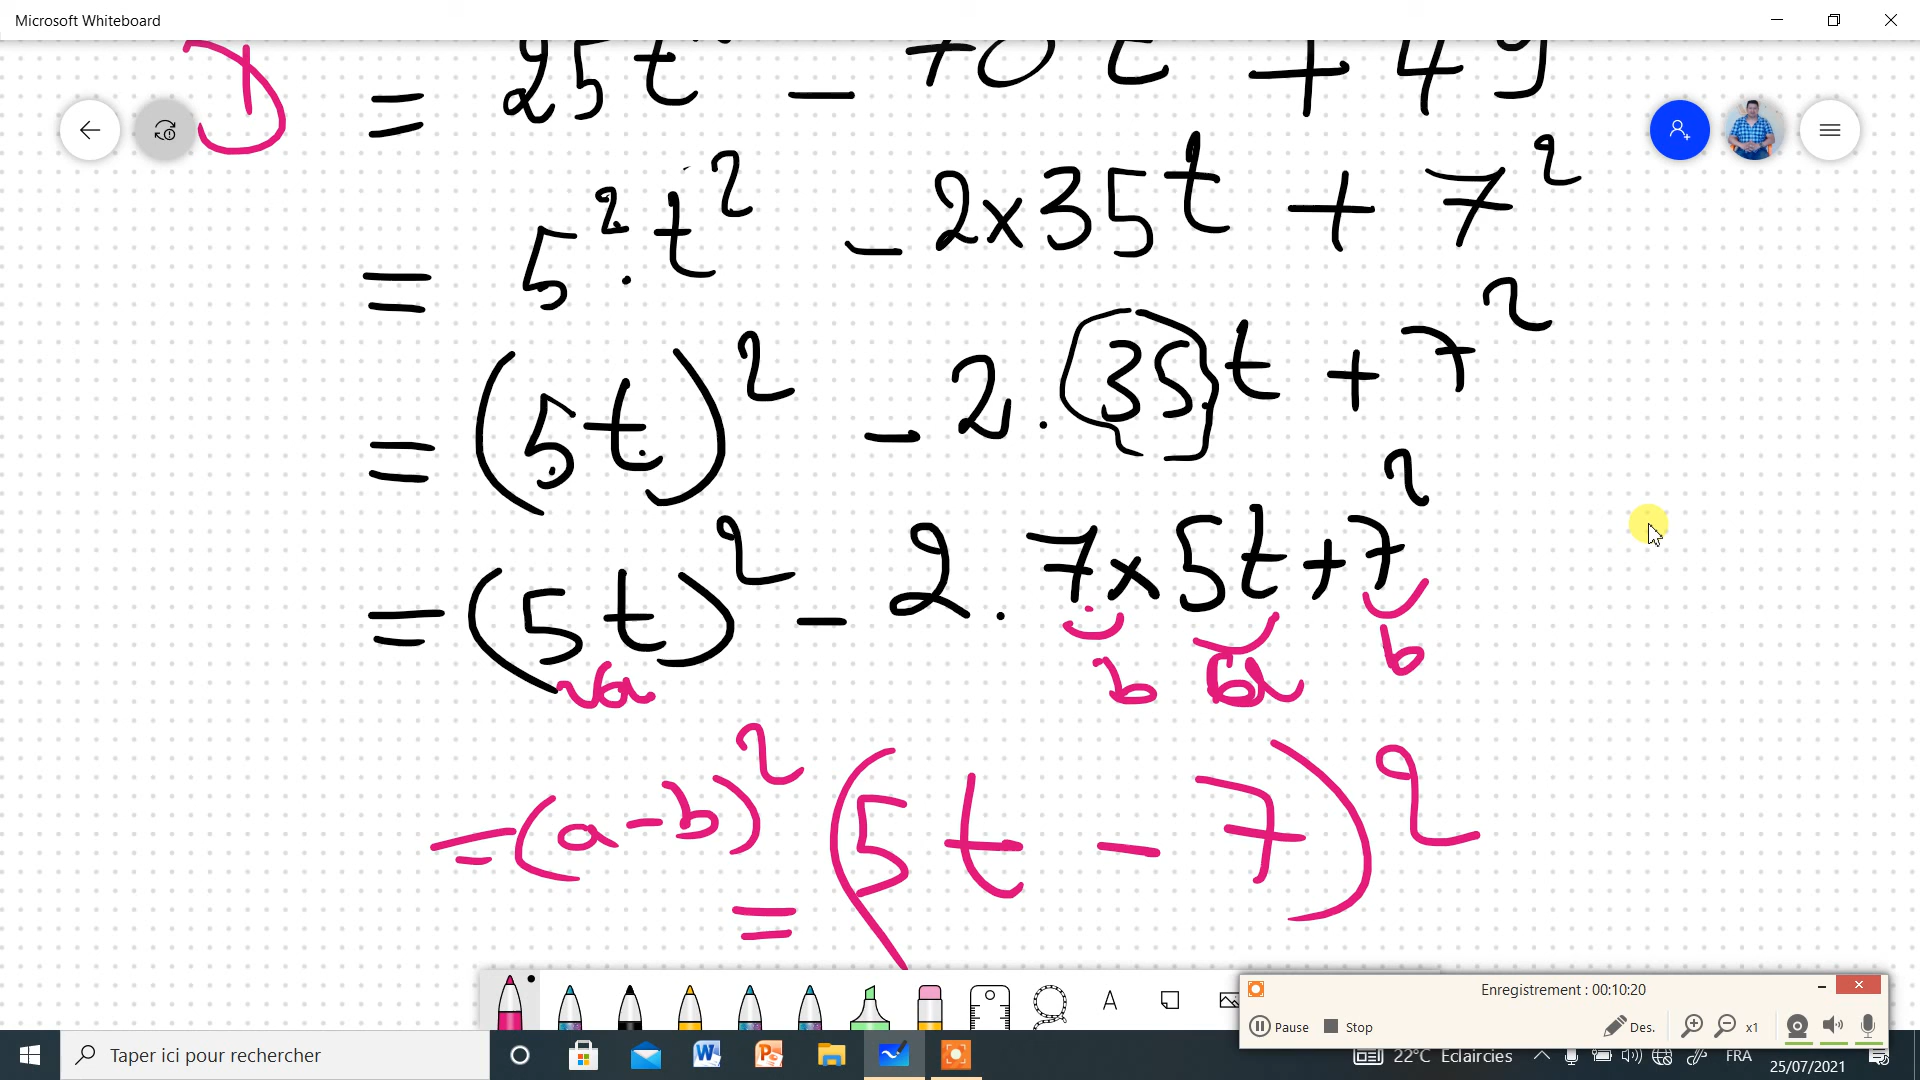 Microsoft Whiteboard
= 25t² - 70t + 49
= 5².t² - 2x35t + 7²
= (5t)² - 2.(35)t + 7²
= (5t)² - 2.7x5t+7²
a b a b
=(a-b)²
= (5t - 7)²
A
Enregistrement : 00:10:20
Pause Stop Des. x1
Taper ici pour rechercher
22°C Eclaircies FRA
25/07/2021